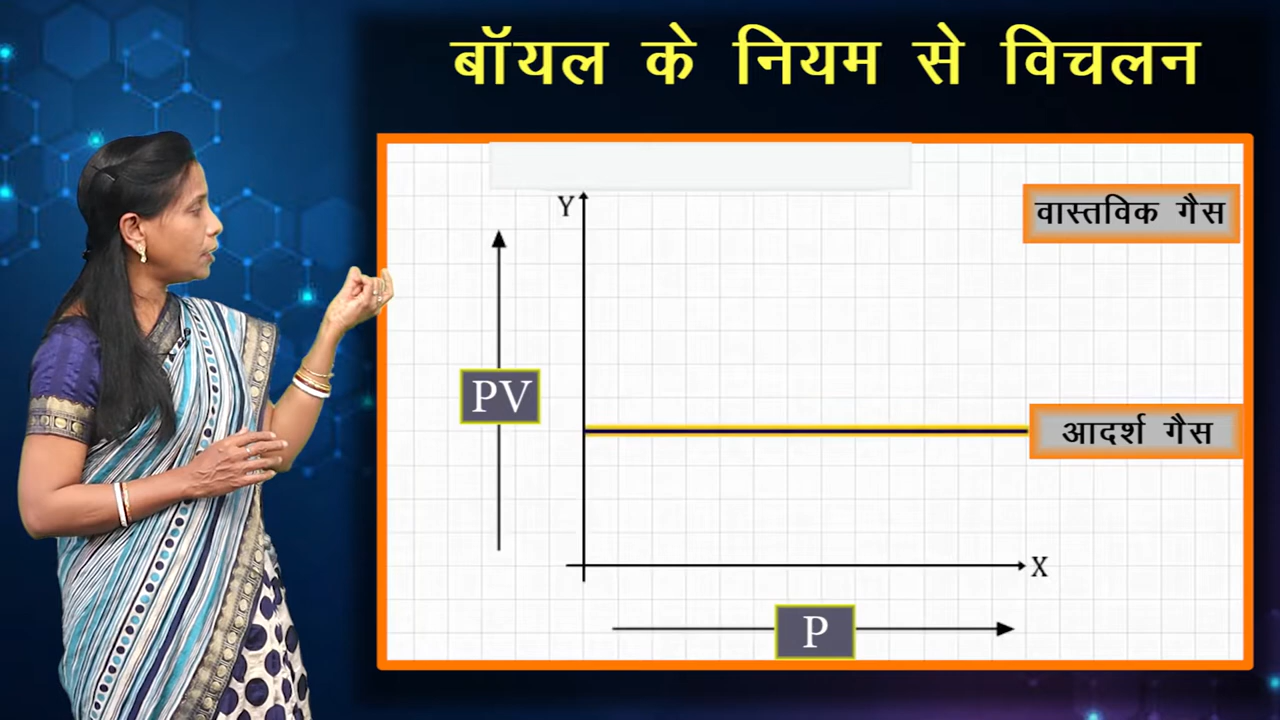 बॉयल के नियम से विचलन
Y
वास्तविक गैस
PV
आदर्श गैस
X
P